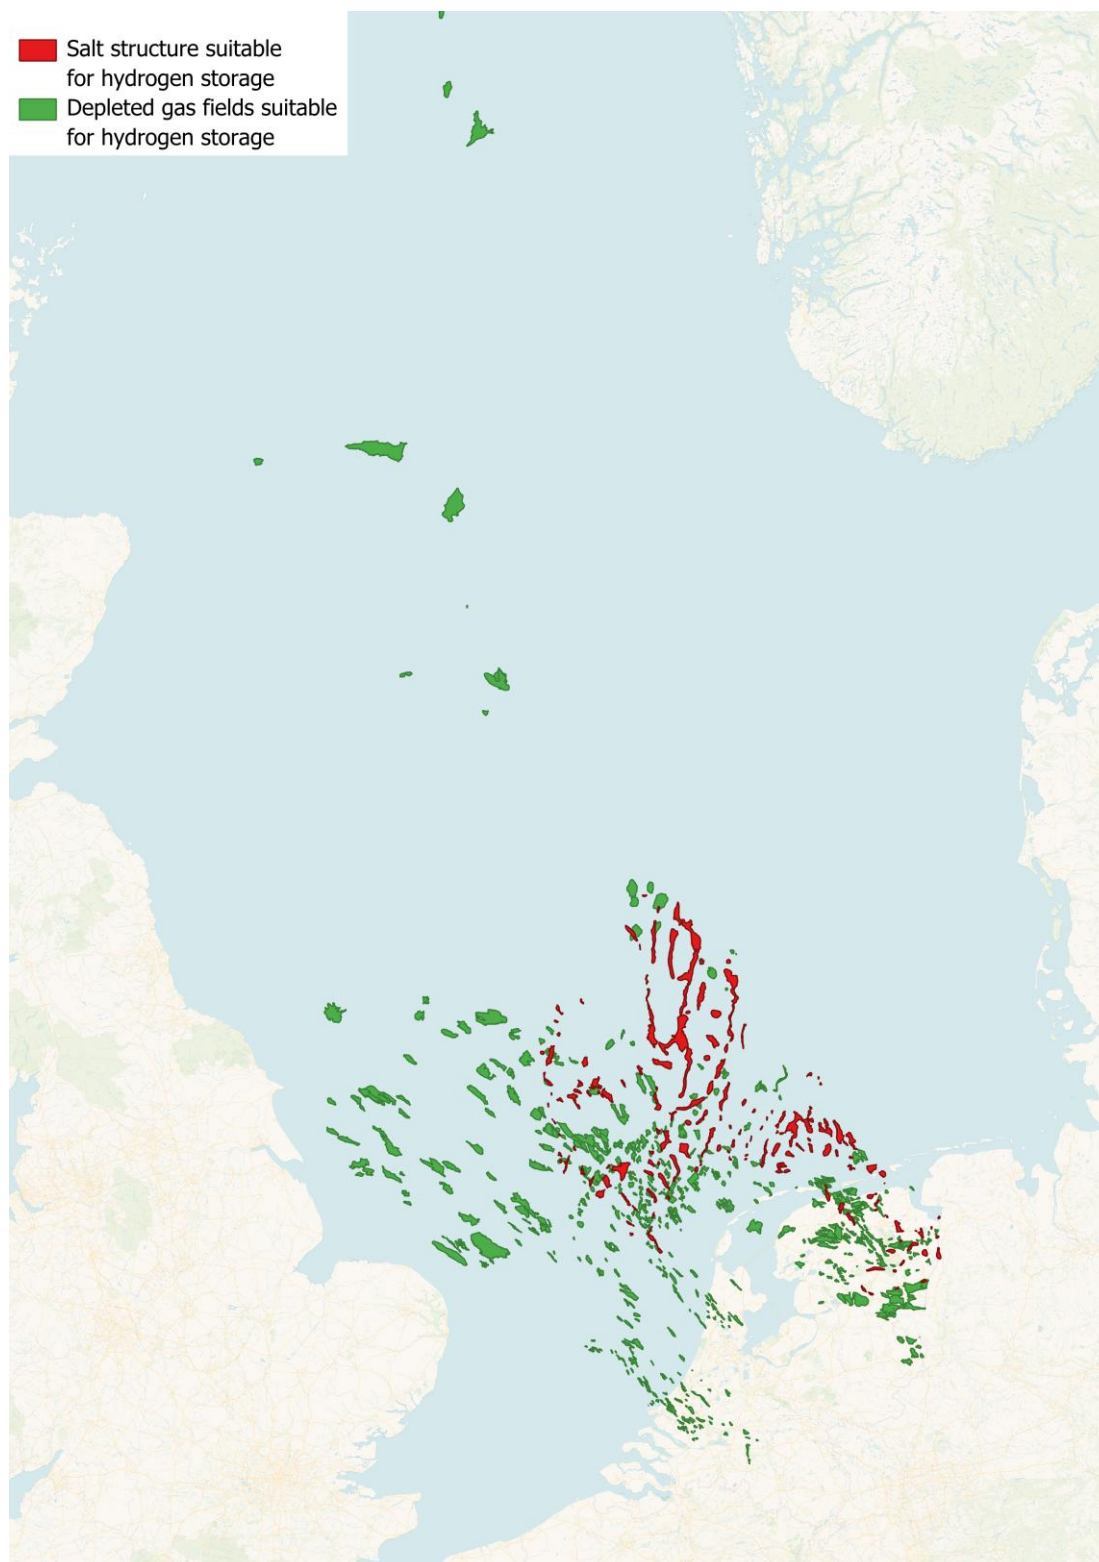 Salt structure suitable
for hydrogen storage
Depleted gas fields suitable
for hydrogen storage